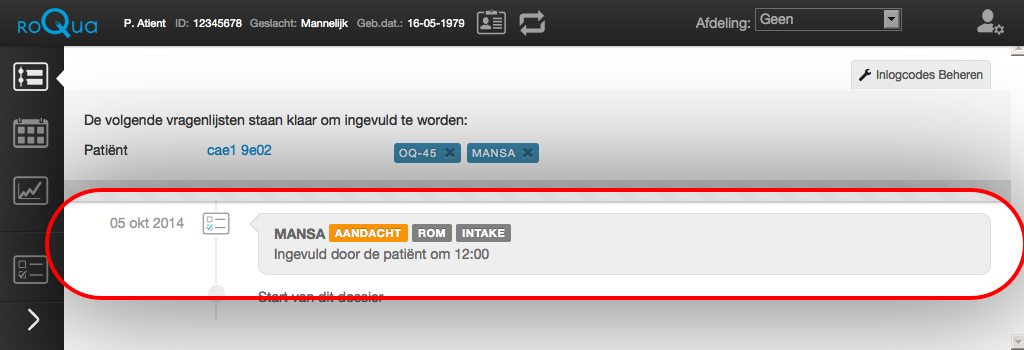 roQua P. Atient ID: 12345678 Geslacht: Mannelijk Geb.dat.: 16-05-1979 Afdeling: Geen
Inlogcodes Beheren
De volgende vragenlijsten staan klaar om ingevuld te worden:
Patiënt cae1 9e02 OQ-45 MANSA
05 okt 2014
MANSA AANDACHT ROM INTAKE
Ingevuld door de patiënt om 12:00
Start van dit dossier